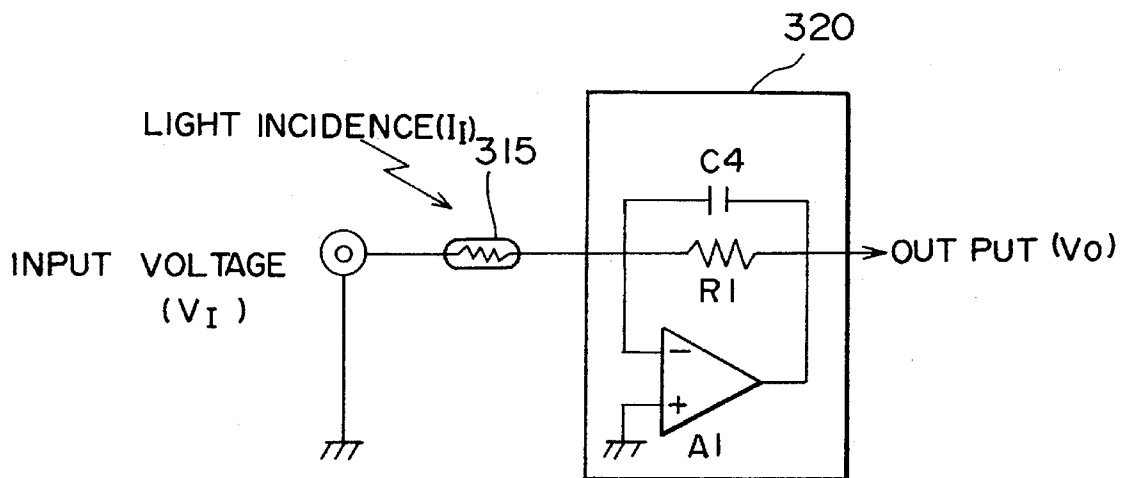 320
LIGHT INCIDENCE(II)
315
C4
INPUT VOLTAGE
(VI)
OUT PUT (Vo)
R1
−
+
A1